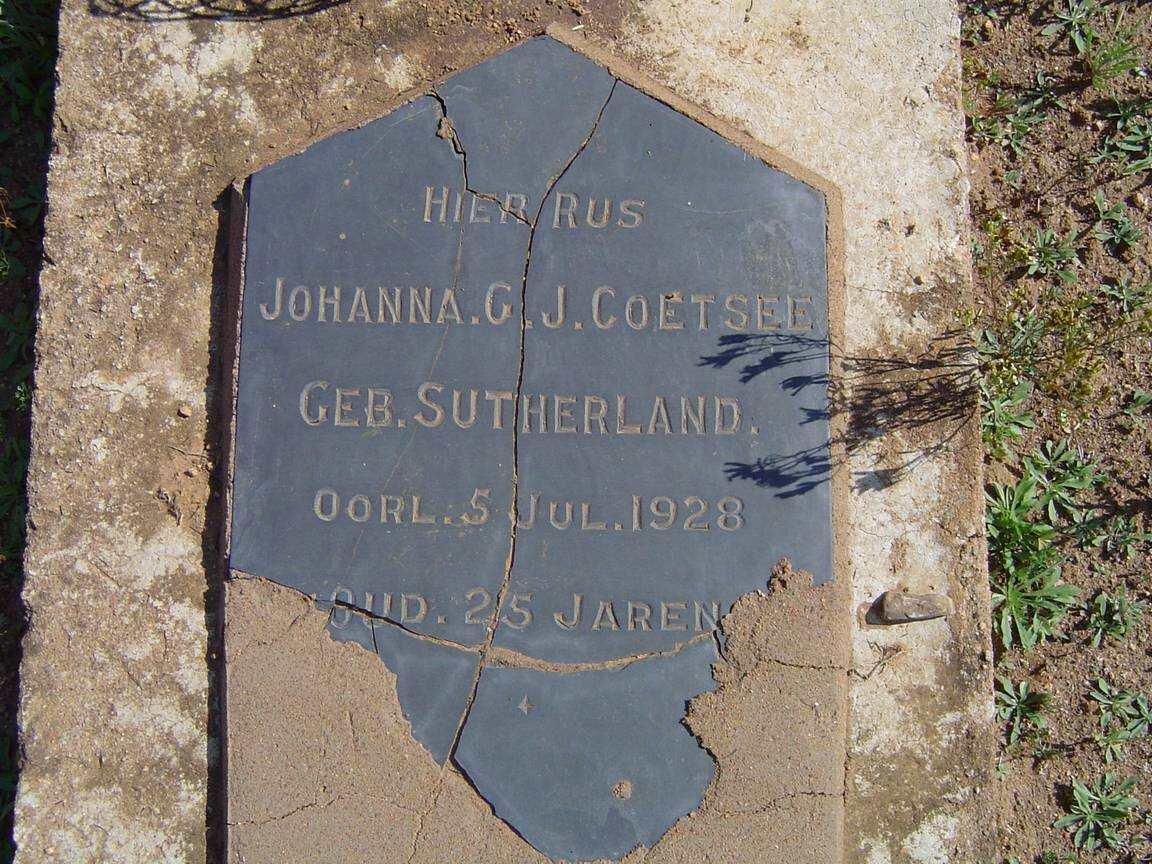 HIER RUS
JOHANNA. G. J. COETSEE
GEB. SUTHERLAND.
OORL. 5 JUL. 1928
OUD. 25 JAREN